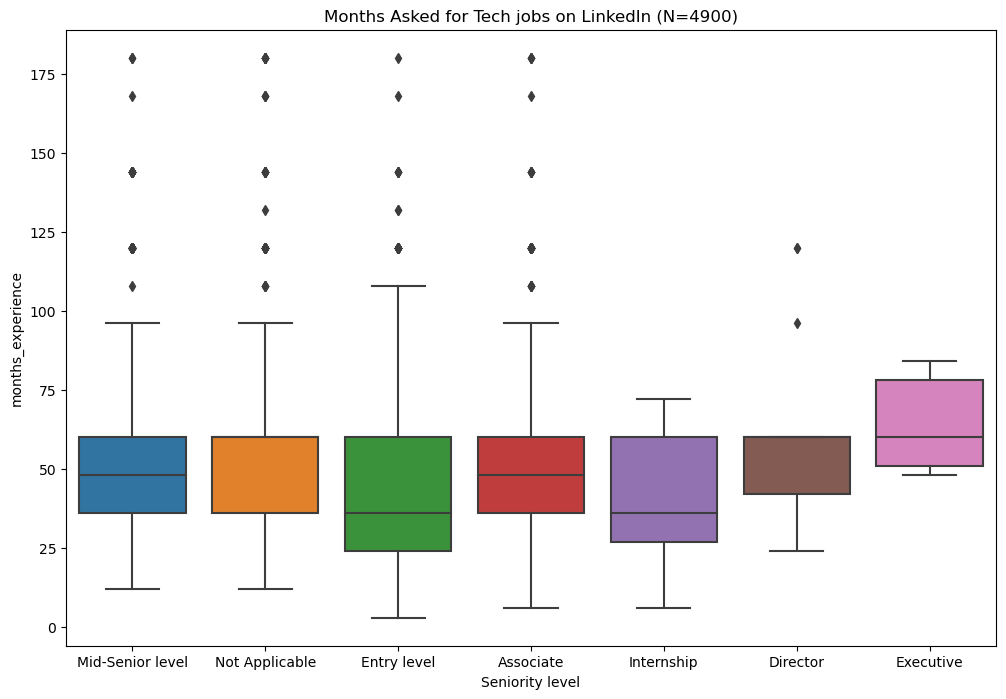 Months Asked for Tech jobs on LinkedIn (N=4900)
months_experience
175
150
125
100
75
50
25
0
Mid-Senior level Not Applicable Entry level Associate Internship Director Executive
Seniority level